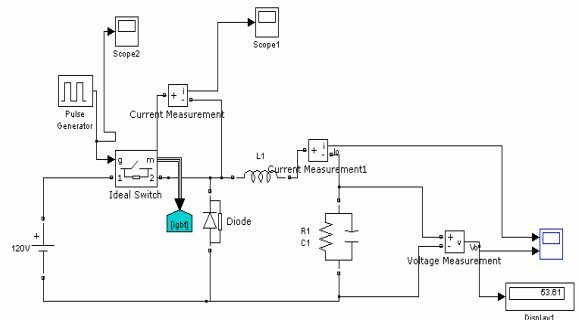 Scope2
Scope1
i
+
-
Pulse
Generator
Current Measurement
g m
1 2
Ideal Switch
L1
i
+
-
Io
Current Measurement1
[igbt]
Diode
+
120V
R1
C1
+
v
-
Vo
Voltage Measurement
53.61
Display1